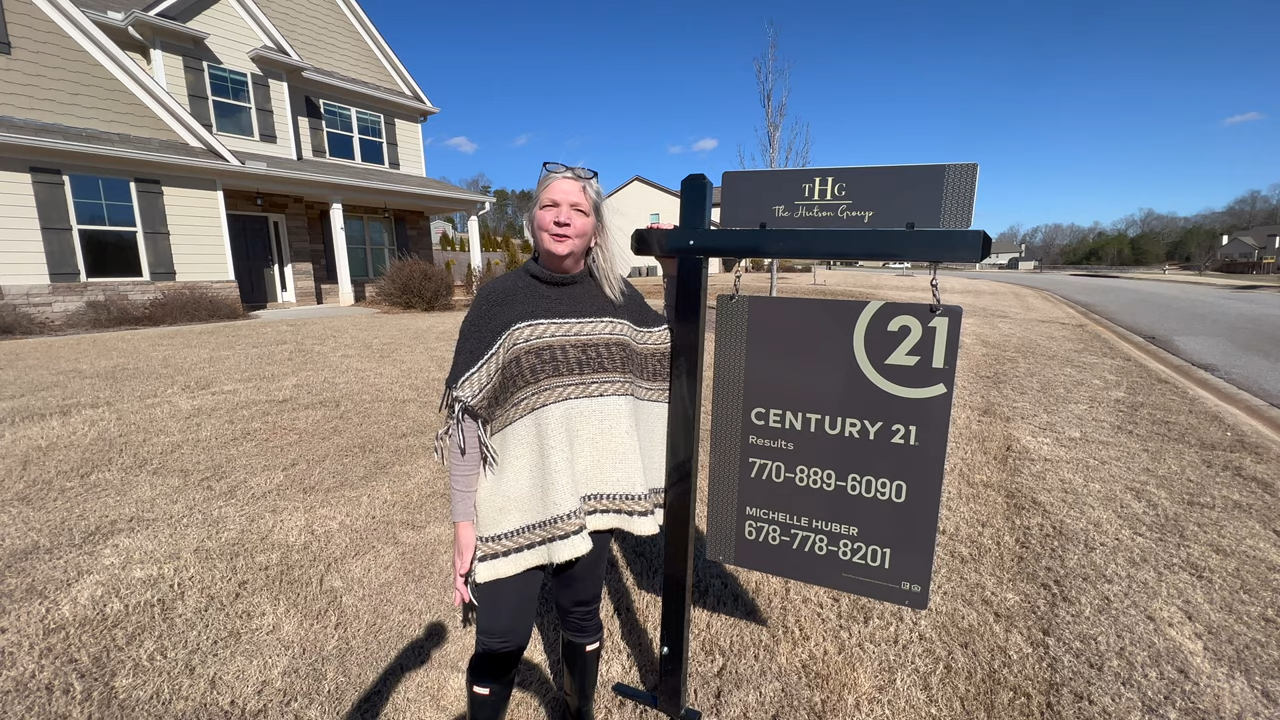 THG
The Hutson Group
21
CENTURY 21
Results
770-889-6090
MICHELLE HUBER
678-778-8201